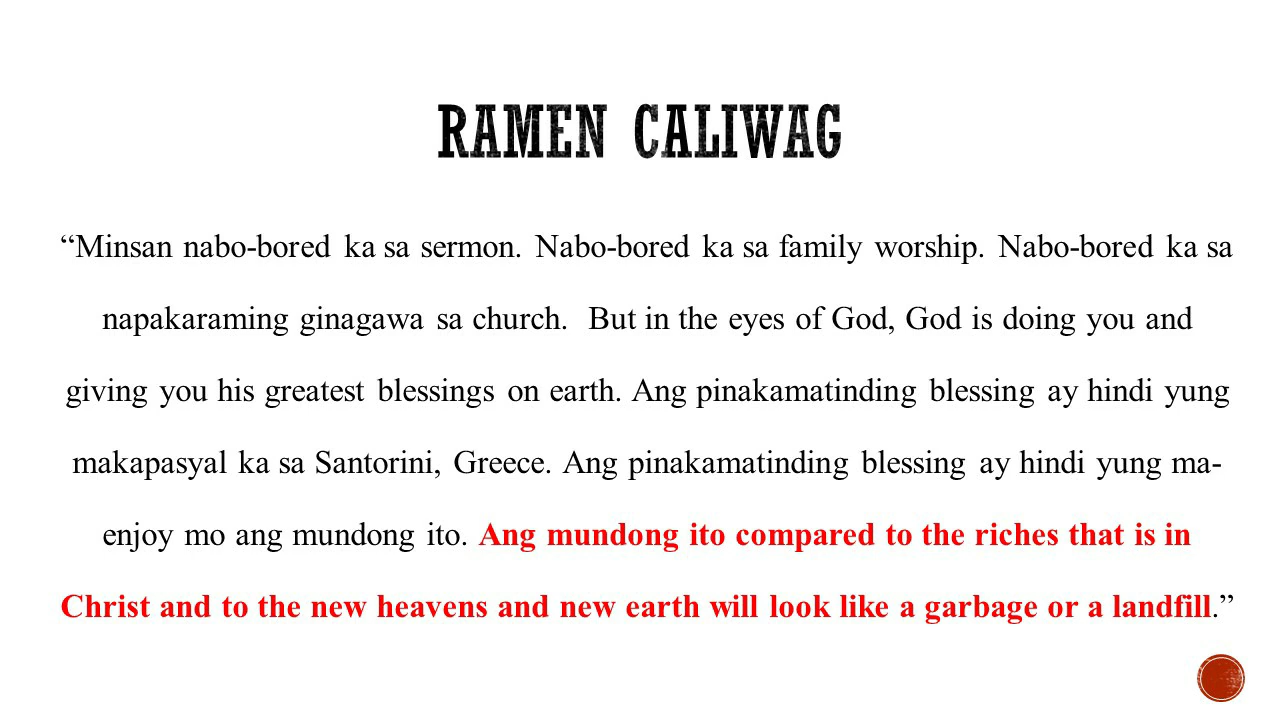 RAMEN CALIWAG
“Minsan nabo-bored ka sa sermon. Nabo-bored ka sa family worship. Nabo-bored ka sa
napakaraming ginagawa sa church.  But in the eyes of God, God is doing you and
giving you his greatest blessings on earth. Ang pinakamatinding blessing ay hindi yung
makapasyal ka sa Santorini, Greece. Ang pinakamatinding blessing ay hindi yung ma-
enjoy mo ang mundong ito. Ang mundong ito compared to the riches that is in
Christ and to the new heavens and new earth will look like a garbage or a landfill.”